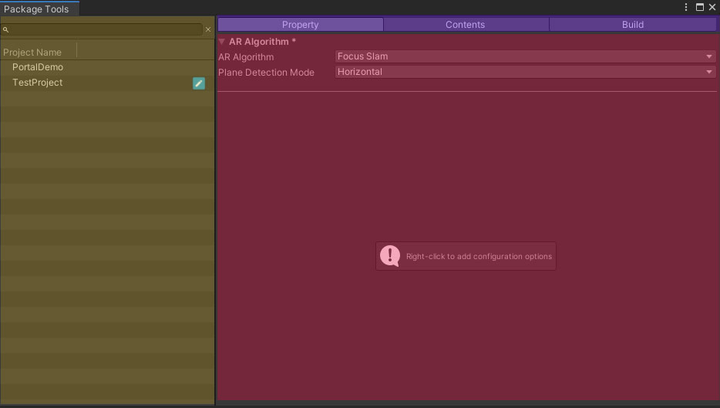 Package Tools
Property Contents Build
Project Name
PortalDemo
TestProject
AR Algorithm *
AR Algorithm Focus Slam
Plane Detection Mode Horizontal
Right-click to add configuration options